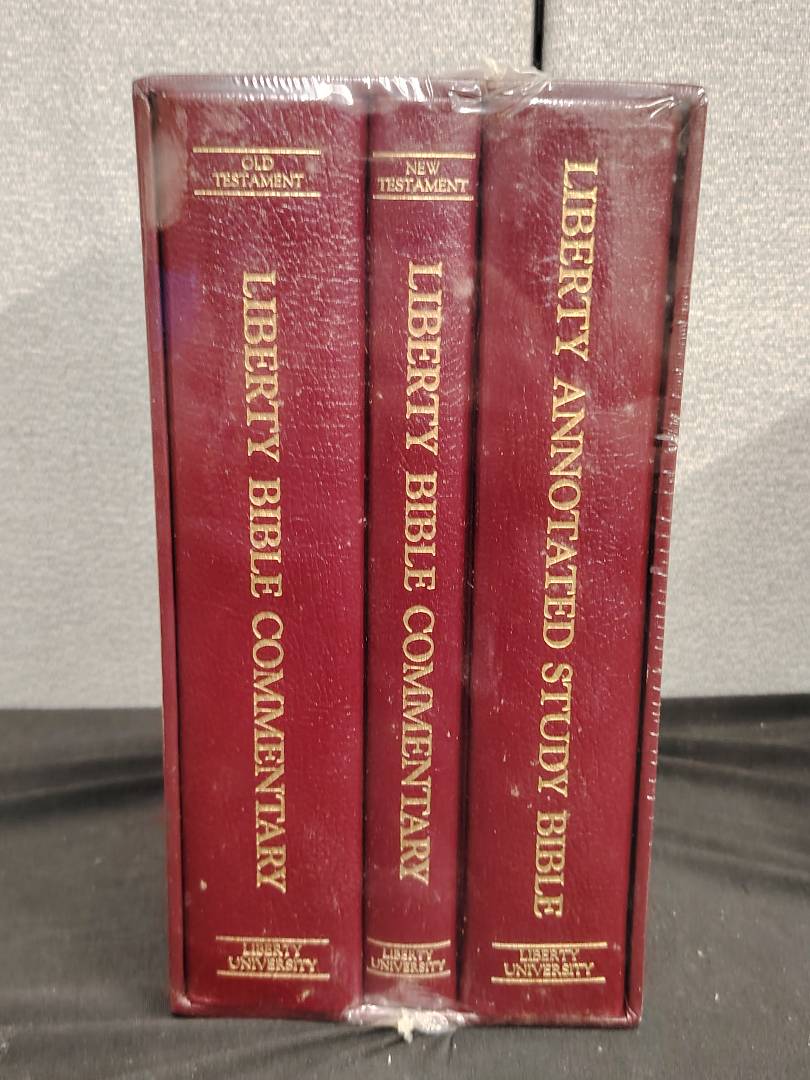 OLD
TESTAMENT
LIBERTY BIBLE COMMENTARY
LIBERTY
UNIVERSITY
NEW
TESTAMENT
LIBERTY BIBLE COMMENTARY
LIBERTY
UNIVERSITY
LIBERTY ANNOTATED STUDY BIBLE
LIBERTY
UNIVERSITY